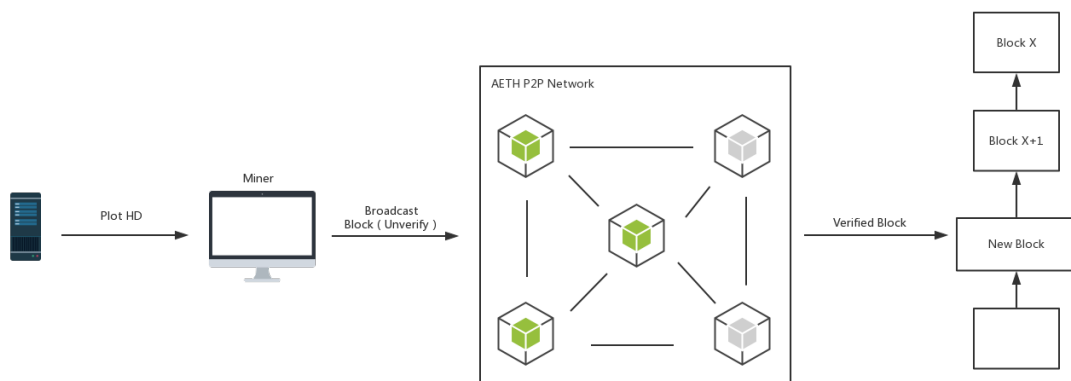 Block X
AETH P2P Network
Block X+1
Miner
Plot HD
Broadcast
Block ( Unverify )
Verified Block
New Block